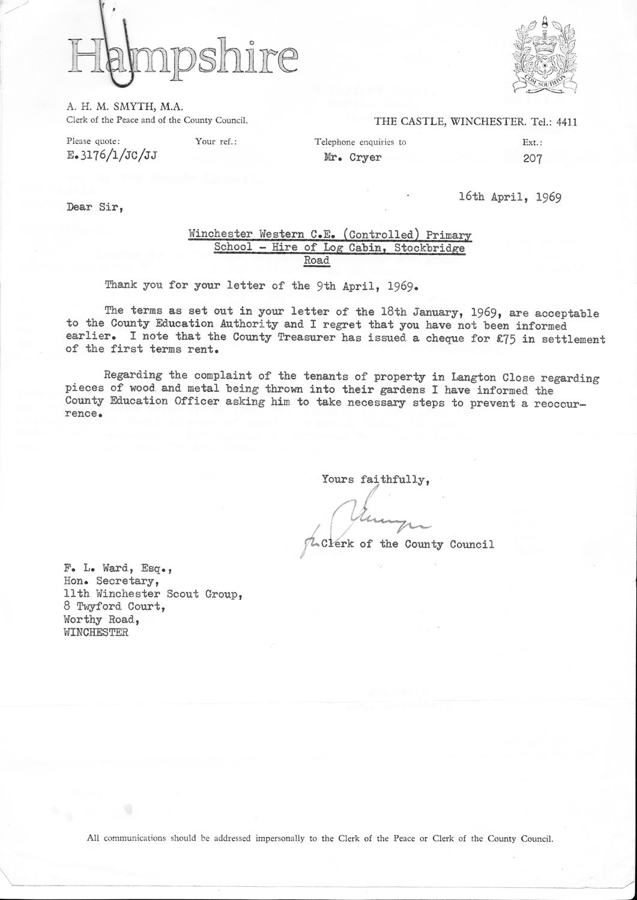 Hampshire
A. H. M. SMYTH, M.A.
Clerk of the Peace and of the County Council.
THE CASTLE, WINCHESTER. Tel.: 4411
Please quote: Your ref.: Telephone enquiries to Ext.:
E.3176/1/JC/JJ Mr. Cryer 207
16th April, 1969
Dear Sir,
Winchester Western C.E. (Controlled) Primary
School - Hire of Log Cabin, Stockbridge
Road
Thank you for your letter of the 9th April, 1969.
The terms as set out in your letter of the 18th January, 1969, are acceptable
to the County Education Authority and I regret that you have not been informed
earlier. I note that the County Treasurer has issued a cheque for £75 in settlement
of the first terms rent.
Regarding the complaint of the tenants of property in Langton Close regarding
pieces of wood and metal being thrown into their gardens I have informed the
County Education Officer asking him to take necessary steps to prevent a reoccur-
rence.
Yours faithfully,
Clerk of the County Council
F. L. Ward, Esq.,
Hon. Secretary,
11th Winchester Scout Group,
8 Twyford Court,
Worthy Road,
WINCHESTER
All communications should be addressed impersonally to the Clerk of the Peace or Clerk of the County Council.